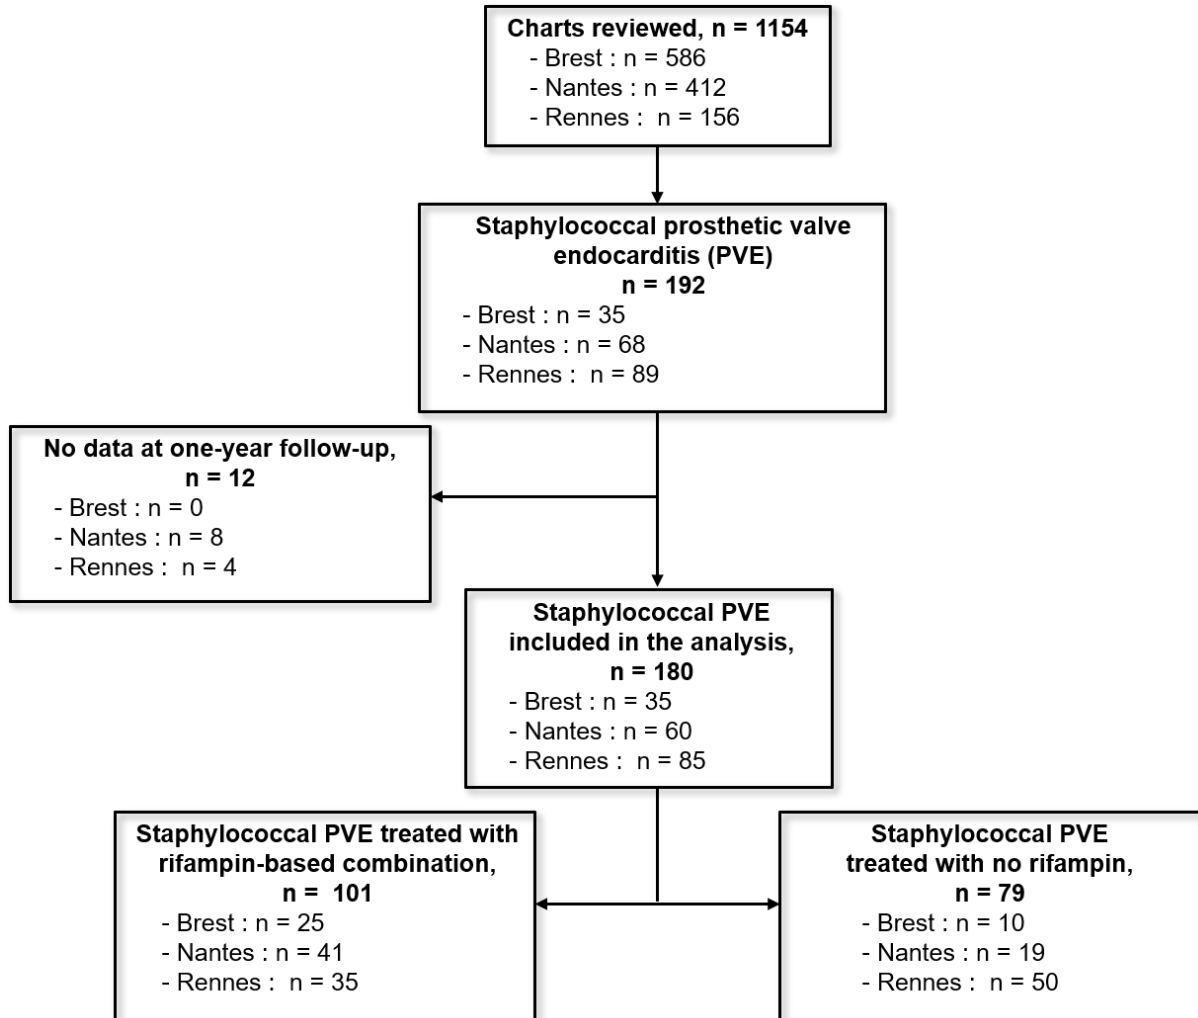 Charts reviewed, n = 1154
- Brest : n = 586
- Nantes : n = 412
- Rennes :  n = 156
Staphylococcal prosthetic valve
endocarditis (PVE)
n = 192
- Brest : n = 35
- Nantes : n = 68
- Rennes :  n = 89
No data at one-year follow-up,
n = 12
- Brest : n = 0
- Nantes : n = 8
- Rennes :  n = 4
Staphylococcal PVE
included in the analysis,
n = 180
- Brest : n = 35
- Nantes : n = 60
- Rennes :  n = 85
Staphylococcal PVE treated with
rifampin-based combination,
n =  101
- Brest : n = 25
- Nantes : n = 41
- Rennes :  n = 35
Staphylococcal PVE
treated with no rifampin,
n = 79
- Brest : n = 10
- Nantes : n = 19
- Rennes :  n = 50